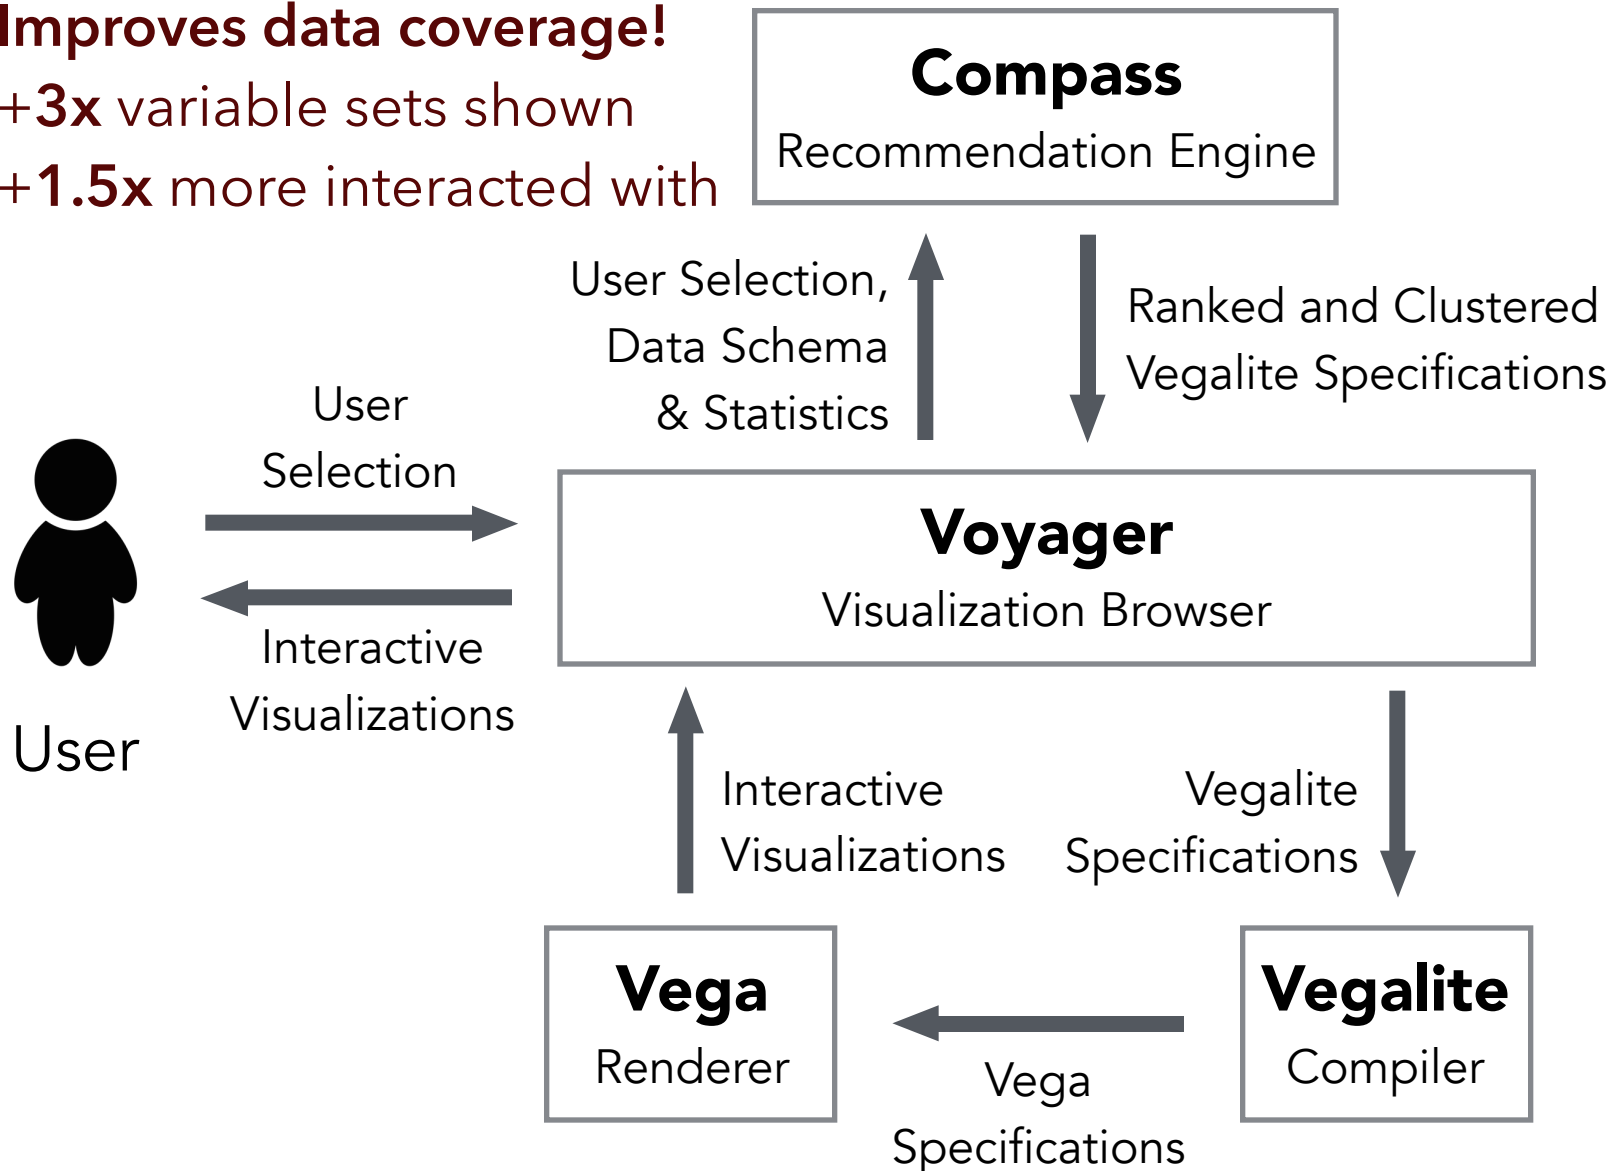 Improves data coverage!
+3x variable sets shown
+1.5x more interacted with
Compass
Recommendation Engine
User Selection,
Data Schema
& Statistics
Ranked and Clustered
Vegalite Specifications
User
Selection
Voyager
Visualization Browser
Interactive
Visualizations
User
Interactive
Visualizations
Vegalite
Specifications
Vega
Renderer
Vegalite
Compiler
Vega
Specifications